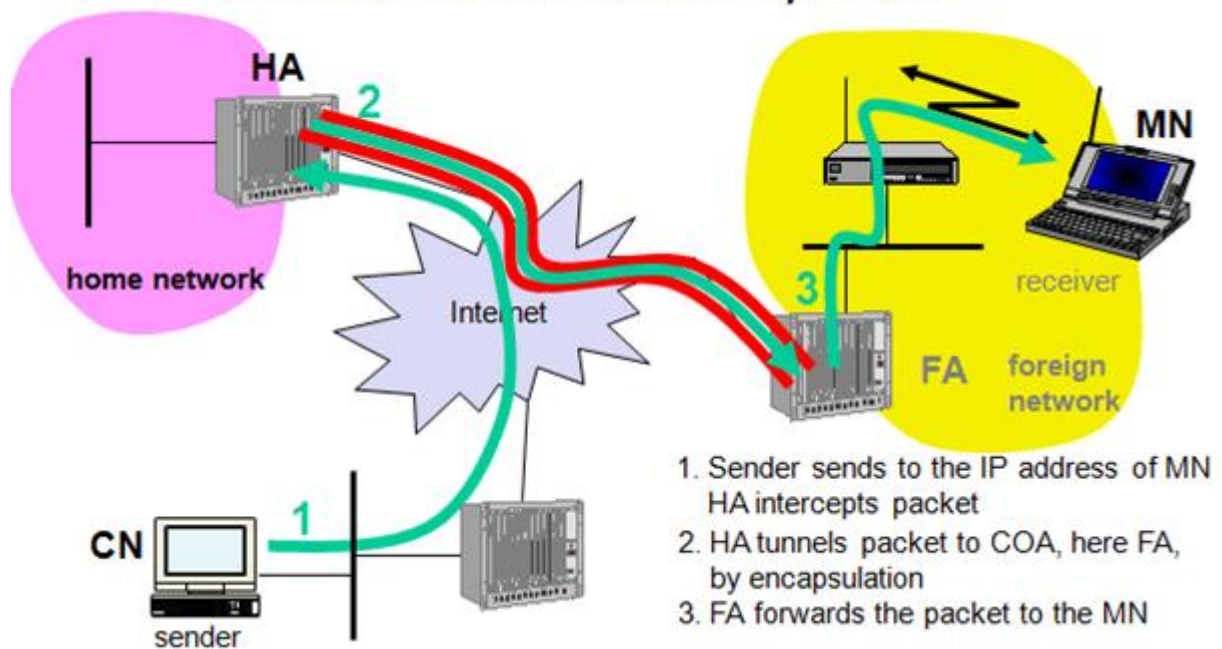 HA
2
MN
home network
Internet
3
receiver
FA
foreign
network
1
CN
sender
1. Sender sends to the IP address of MN
HA intercepts packet
2. HA tunnels packet to COA, here FA,
by encapsulation
3. FA forwards the packet to the MN